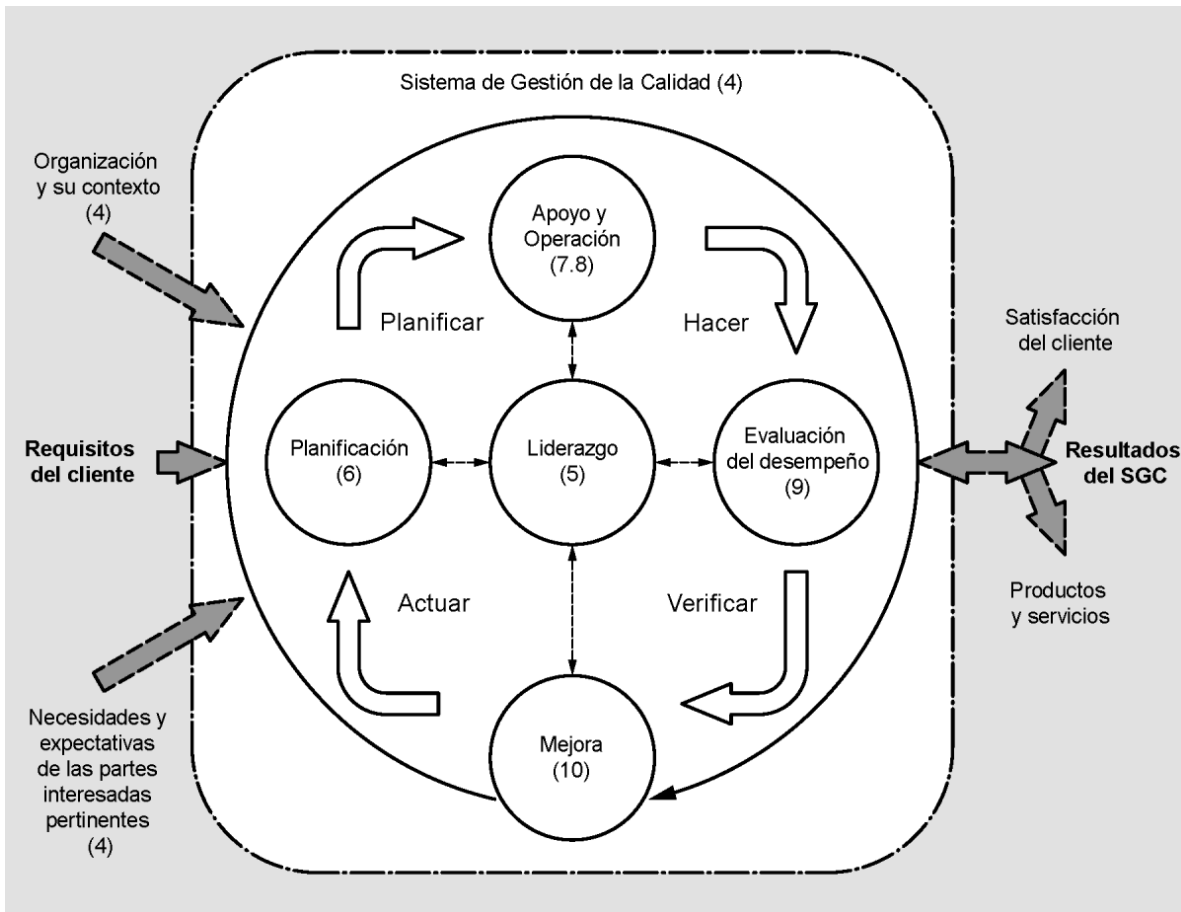 Sistema de Gestión de la Calidad (4)
Organización
y su contexto
(4)
Apoyo y
Operación
(7.8)
Planificar
Hacer
Satisfacción
del cliente
Requisitos
del cliente
Planificación
(6)
Liderazgo
(5)
Evaluación
del desempeño
(9)
Resultados
del SGC
Actuar
Verificar
Productos
y servicios
Necesidades y
expectativas
de las partes
interesadas
pertinentes
(4)
Mejora
(10)